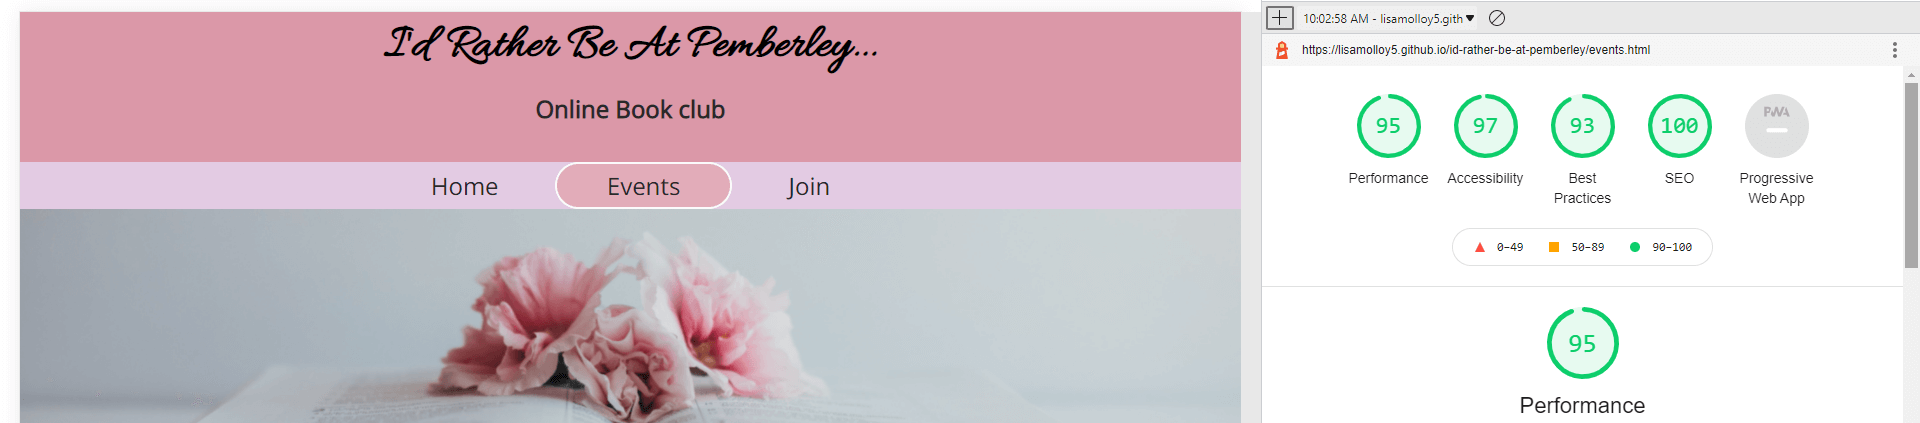 I'd Rather Be At Pemberley...
Online Book club
Home Events Join
10:02:58 AM - lisamolloy5.gith
https://lisamolloy5.github.io/id-rather-be-at-pemberley/events.html
95 97 93 100 PWA
Performance Accessibility Best Practices SEO Progressive Web App
0–49 50–89 90–100
95
Performance